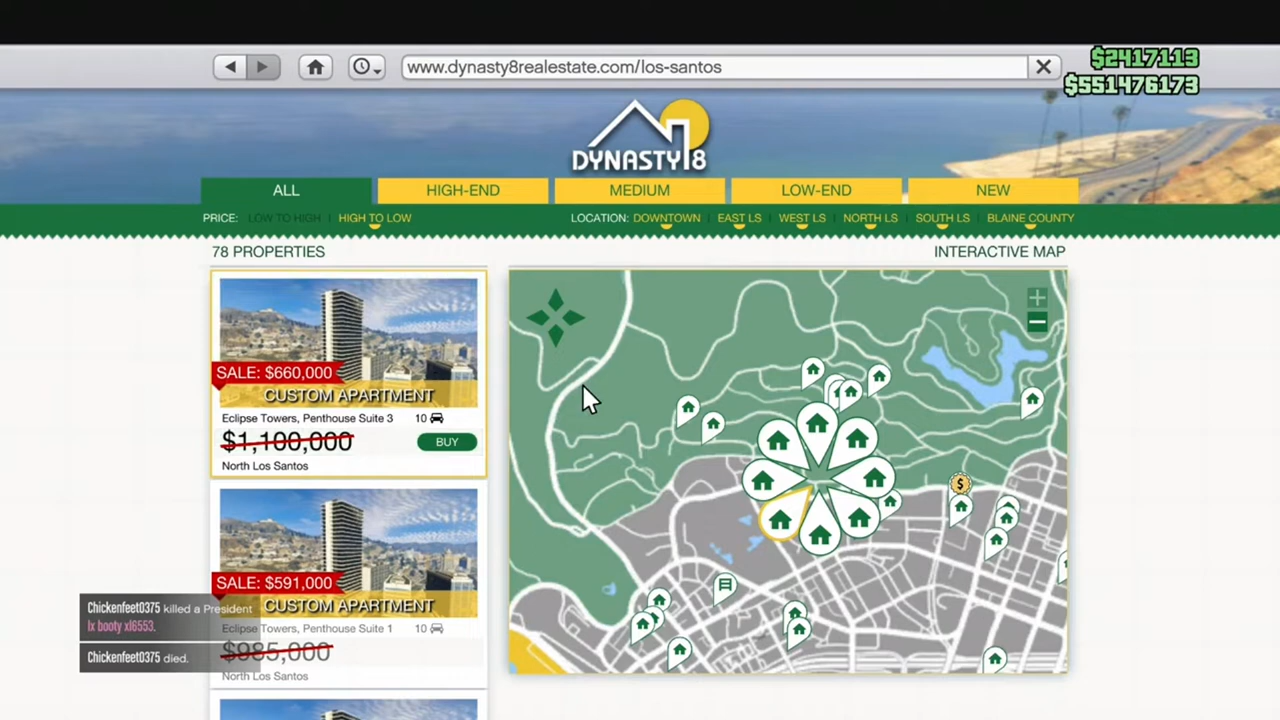 $2417113
www.dynasty8realestate.com/los-santos
$551476173
DYNASTY 8
ALL HIGH-END MEDIUM LOW-END NEW
PRICE: LOW TO HIGH | HIGH TO LOW LOCATION: DOWNTOWN | EAST LS | WEST LS | NORTH LS | SOUTH LS | BLAINE COUNTY
78 PROPERTIES INTERACTIVE MAP
SALE: $660,000
CUSTOM APARTMENT
Eclipse Towers, Penthouse Suite 3 10
$1,100,000 BUY
North Los Santos
$
SALE: $591,000
CUSTOM APARTMENT
Eclipse Towers, Penthouse Suite 1 10
$985,000
North Los Santos
Chickenfeet0375 killed a President
lx booty xl6553.
Chickenfeet0375 died.